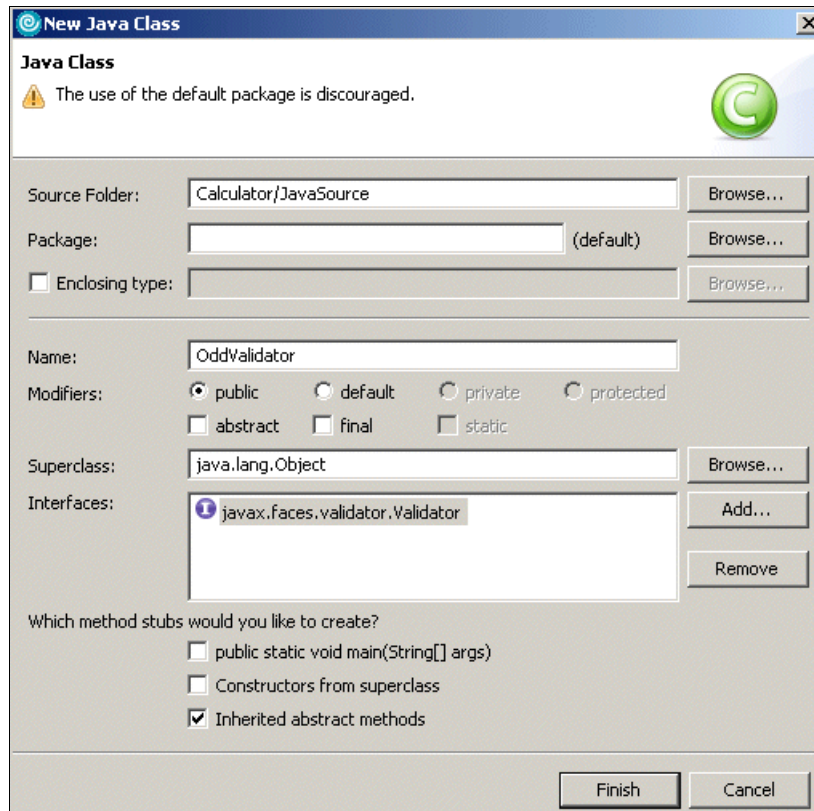 New Java Class
Java Class
The use of the default package is discouraged.
Source Folder: Calculator/JavaSource Browse...
Package: (default) Browse...
Enclosing type: Browse...
Name: OddValidator
Modifiers: public default private protected
abstract final static
Superclass: java.lang.Object Browse...
Interfaces: javax.faces.validator.Validator Add...
Remove
Which method stubs would you like to create?
public static void main(String[] args)
Constructors from superclass
Inherited abstract methods
Finish Cancel